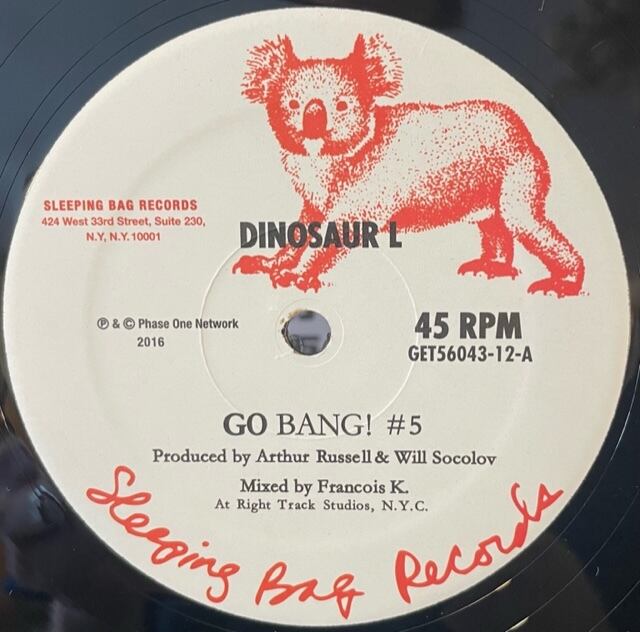 SLEEPING BAG RECORDS
424 West 33rd Street, Suite 230,
N.Y, N.Y. 10001
DINOSAUR L
℗ & © Phase One Network
2016
45 RPM
GET56043-12-A
GO BANG! #5
Produced by Arthur Russell & Will Socolov
Mixed by Francois K.
At Right Track Studios, N.Y.C.
Sleeping Bag Records